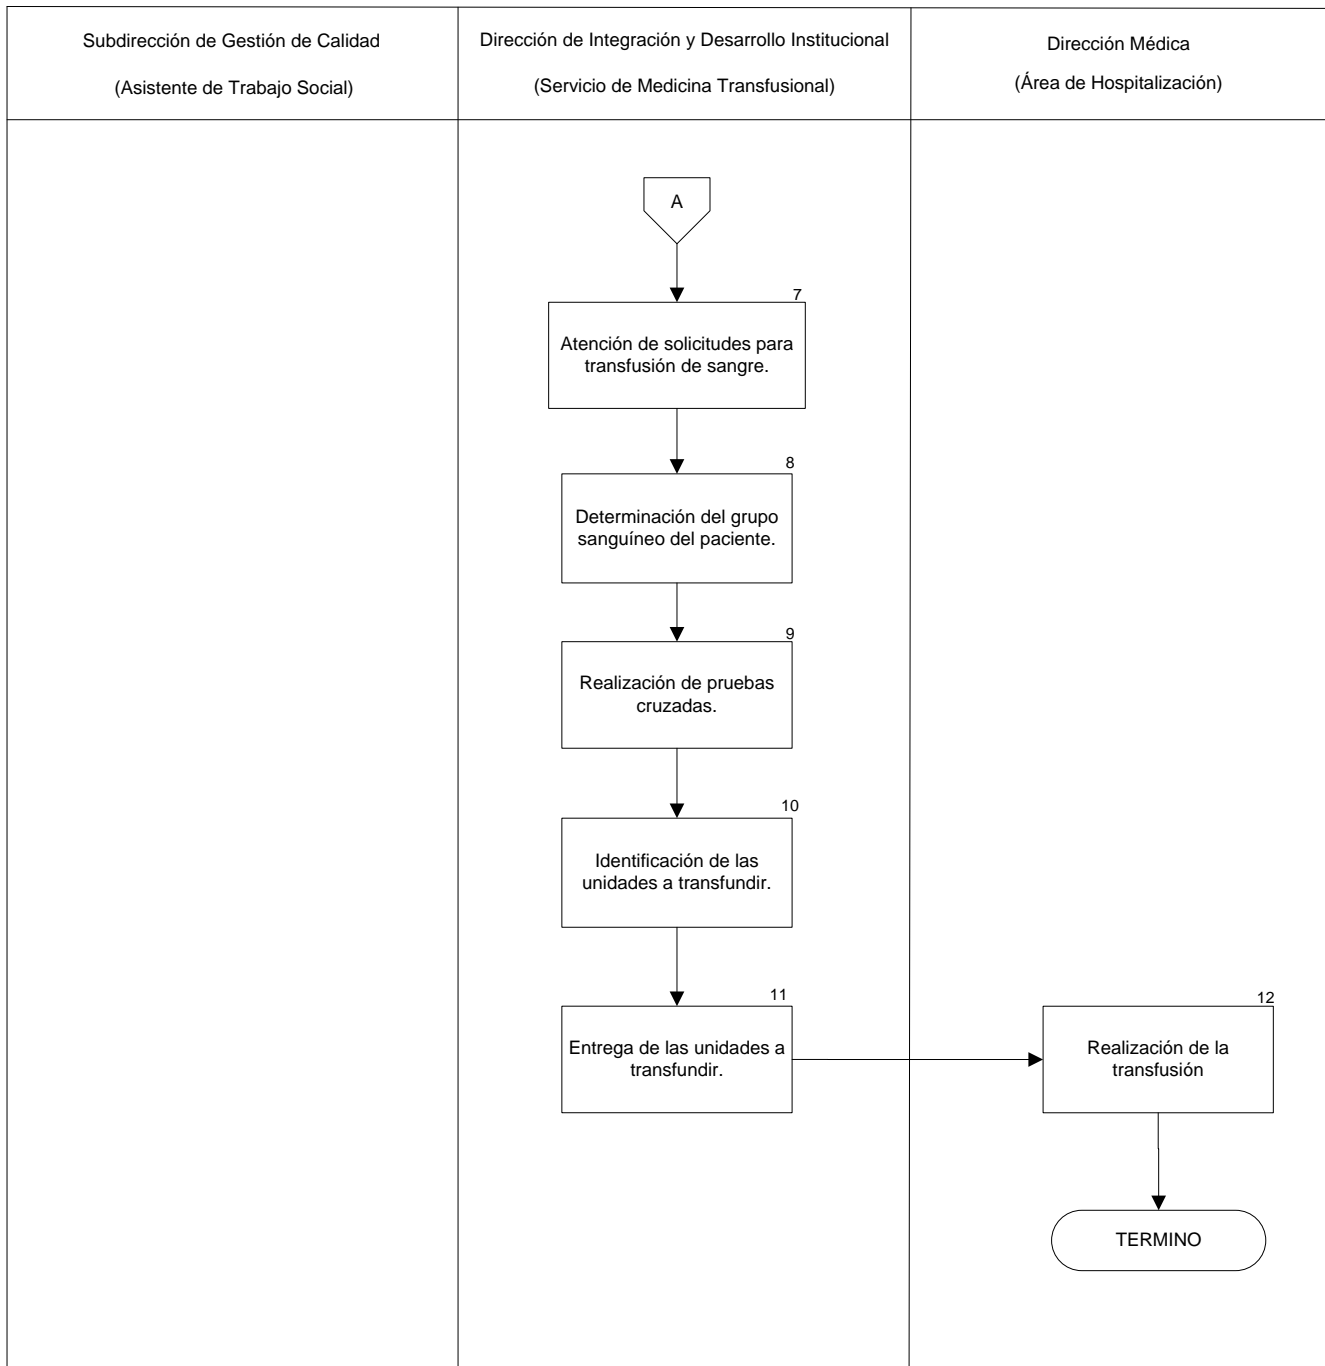 Subdirección de Gestión de Calidad
(Asistente de Trabajo Social)
Dirección de Integración y Desarrollo Institucional
(Servicio de Medicina Transfusional)
Dirección Médica
(Área de Hospitalización)
A
7
Atención de solicitudes para
transfusión de sangre.
8
Determinación del grupo
sanguíneo del paciente.
9
Realización de pruebas
cruzadas.
10
Identificación de las
unidades a transfundir.
11
Entrega de las unidades a
transfundir.
12
Realización de la
transfusión
TERMINO